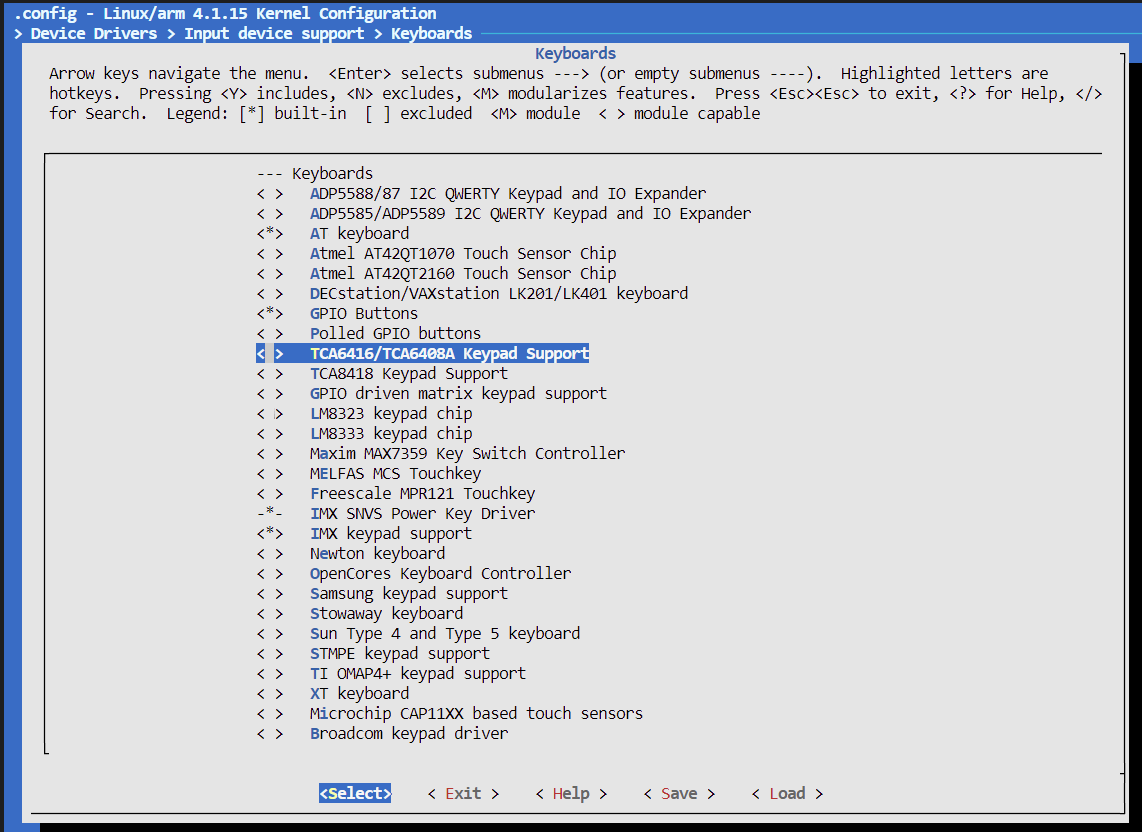 .config - Linux/arm 4.1.15 Kernel Configuration
> Device Drivers > Input device support > Keyboards
Keyboards
Arrow keys navigate the menu.  <Enter> selects submenus ---> (or empty submenus ----).  Highlighted letters are
hotkeys.  Pressing <Y> includes, <N> excludes, <M> modularizes features.  Press <Esc><Esc> to exit, <?> for Help, </>
for Search.  Legend: [*] built-in  [ ] excluded  <M> module  < > module capable
--- Keyboards
< >   ADP5588/87 I2C QWERTY Keypad and IO Expander
< >   ADP5585/ADP5589 I2C QWERTY Keypad and IO Expander
<*>   AT keyboard
< >   Atmel AT42QT1070 Touch Sensor Chip
< >   Atmel AT42QT2160 Touch Sensor Chip
< >   DECstation/VAXstation LK201/LK401 keyboard
<*>   GPIO Buttons
< >   Polled GPIO buttons
< >   TCA6416/TCA6408A Keypad Support
< >   TCA8418 Keypad Support
< >   GPIO driven matrix keypad support
< >   LM8323 keypad chip
< >   LM8333 keypad chip
< >   Maxim MAX7359 Key Switch Controller
< >   MELFAS MCS Touchkey
< >   Freescale MPR121 Touchkey
-*-   IMX SNVS Power Key Driver
<*>   IMX keypad support
< >   Newton keyboard
< >   OpenCores Keyboard Controller
< >   Samsung keypad support
< >   Stowaway keyboard
< >   Sun Type 4 and Type 5 keyboard
< >   STMPE keypad support
< >   TI OMAP4+ keypad support
< >   XT keyboard
< >   Microchip CAP11XX based touch sensors
< >   Broadcom keypad driver
<Select>    < Exit >    < Help >    < Save >    < Load >